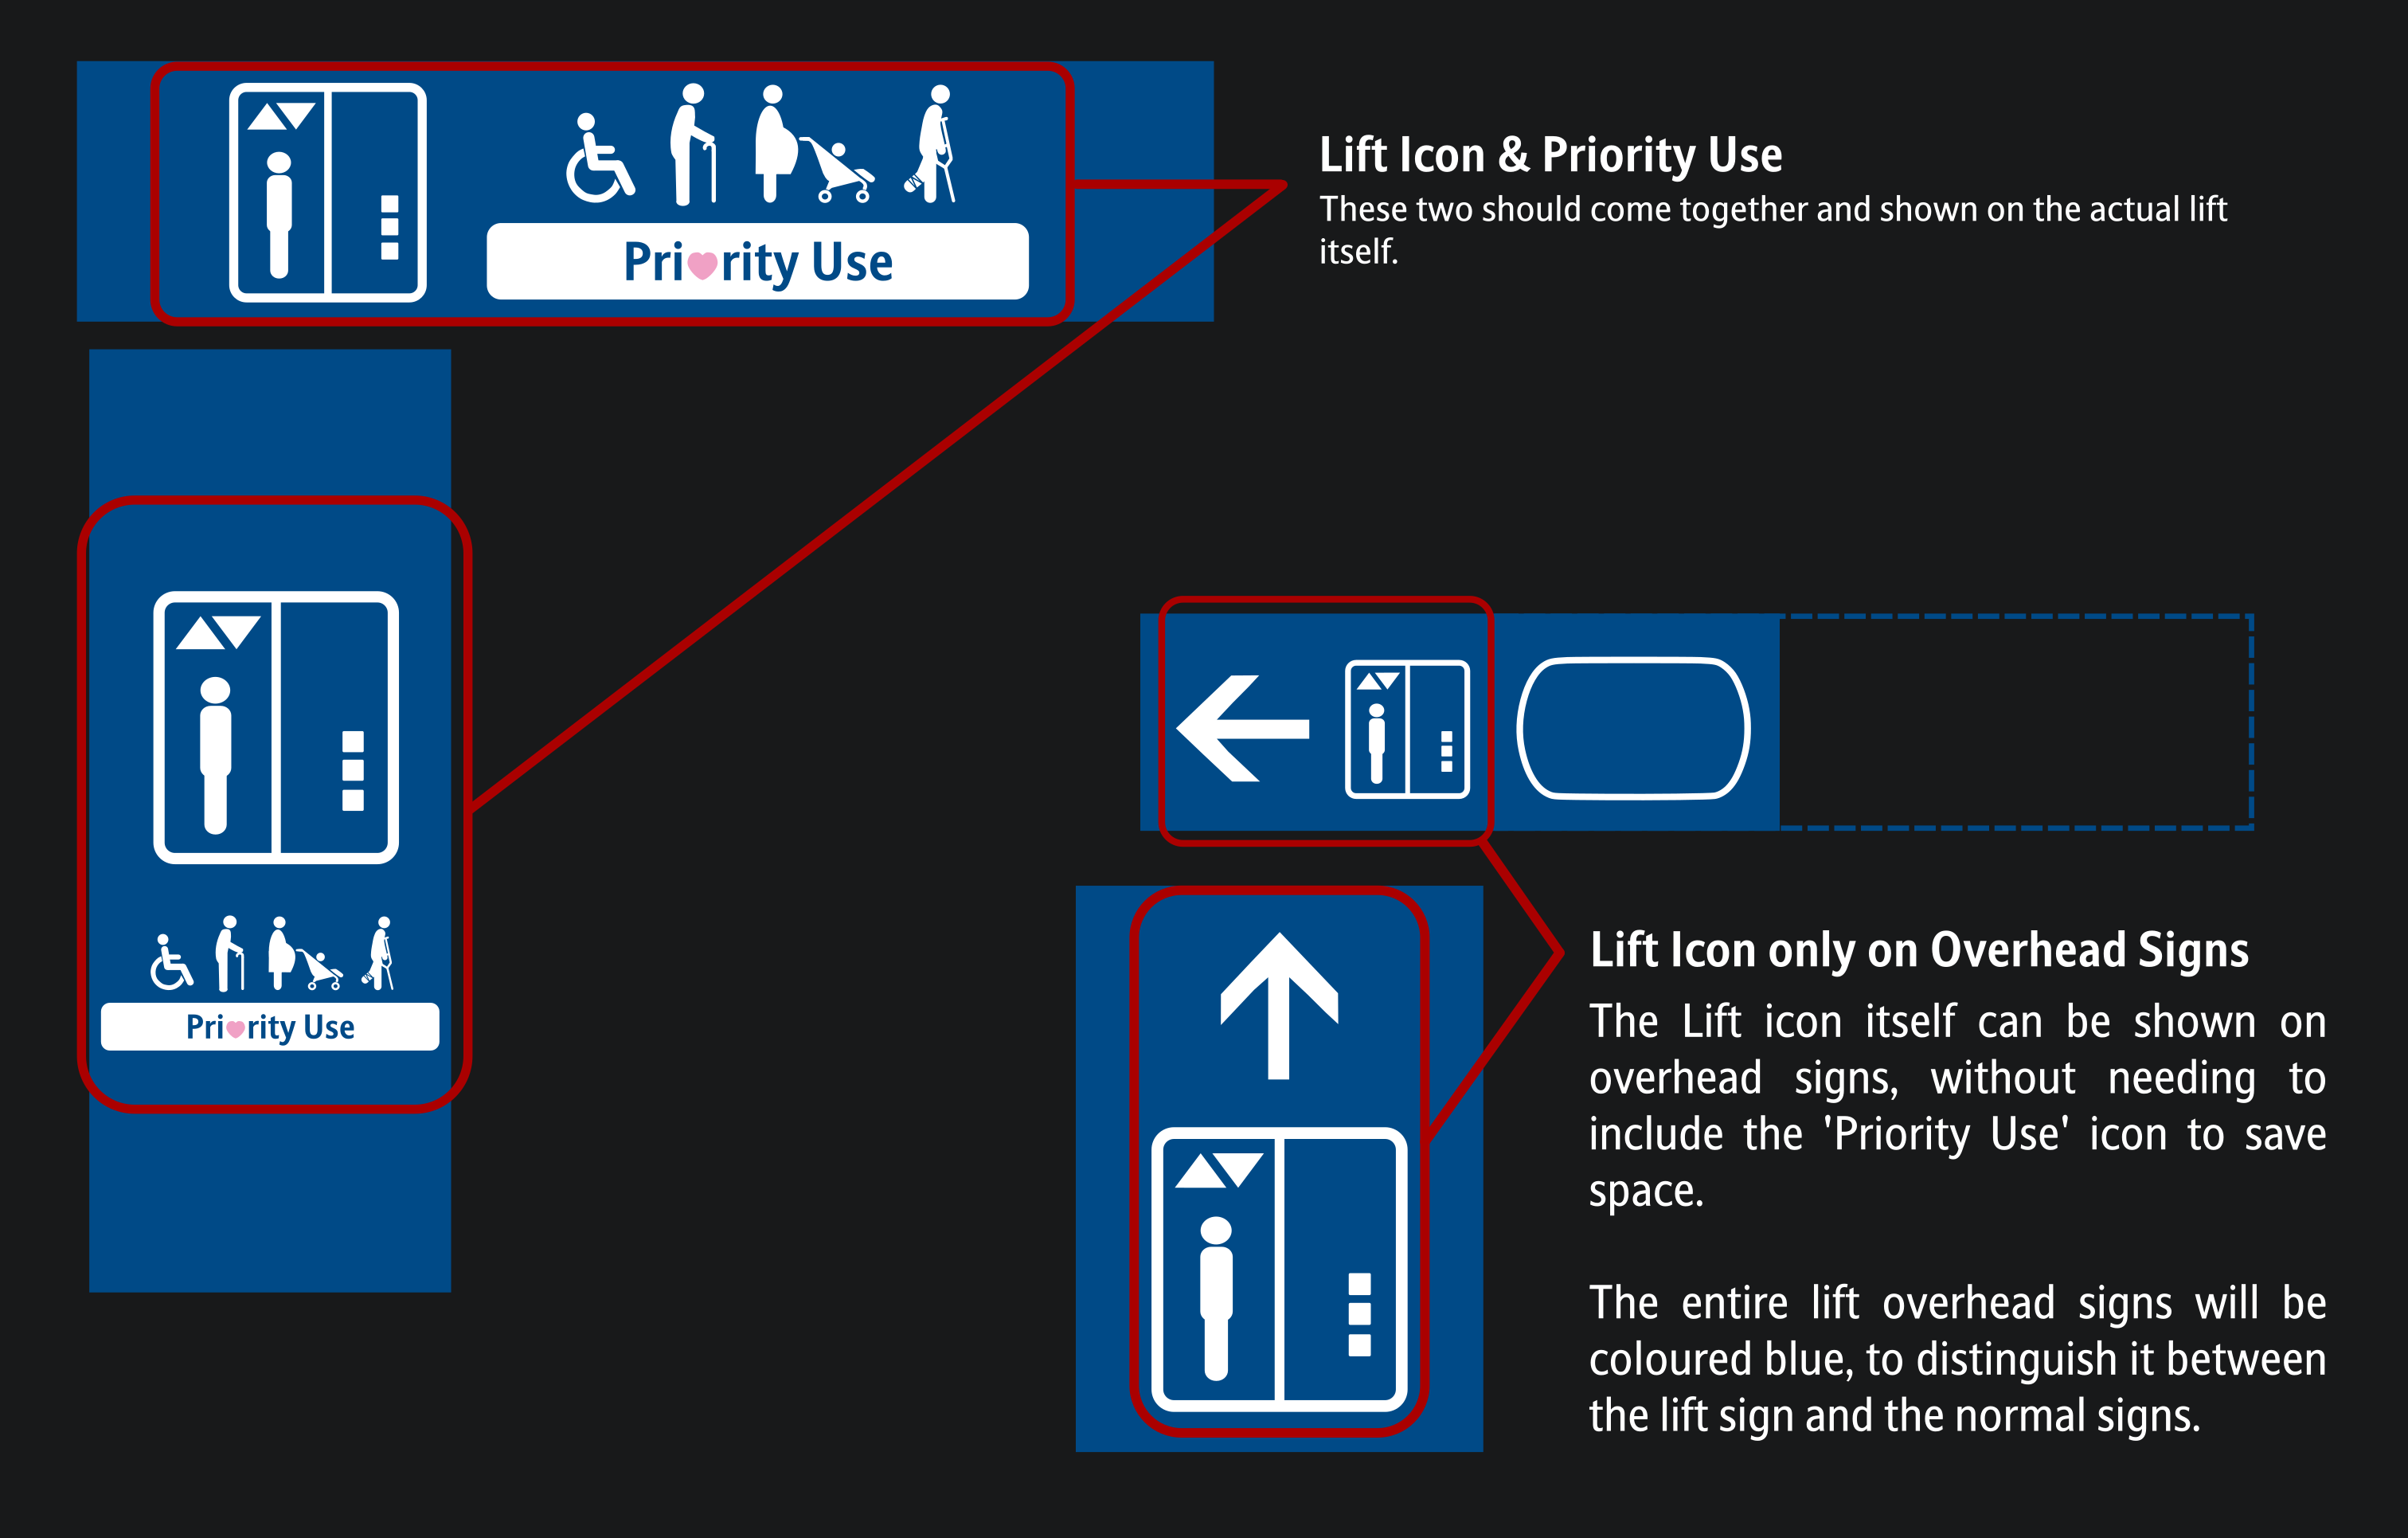 Pri rity Use
Lift Icon & Priority Use
These two should come together and shown on the actual lift
itself.
Pri rity Use
Lift Icon only on Overhead Signs
The Lift icon itself can be shown on
overhead signs, without needing to
include the 'Priority Use' icon to save
space.
The entire lift overhead signs will be
coloured blue, to distinguish it between
the lift sign and the normal signs.